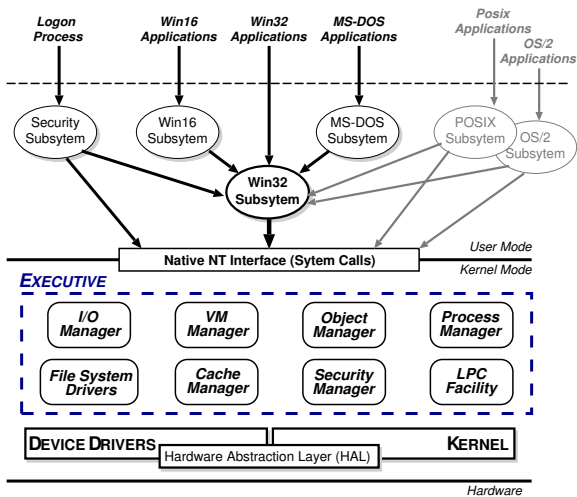 Logon
Process
Win16
Applications
Win32
Applications
MS-DOS
Applications
Posix
Applications
OS/2
Applications
Security
Subsytem
Win16
Subsytem
MS-DOS
Subsytem
POSIX
Subsytem
OS/2
Subsytem
Win32
Subsytem
Native NT Interface (Sytem Calls)
User Mode
Kernel Mode
EXECUTIVE
I/O
Manager
VM
Manager
Object
Manager
Process
Manager
File System
Drivers
Cache
Manager
Security
Manager
LPC
Facility
DEVICE DRIVERS
KERNEL
Hardware Abstraction Layer (HAL)
Hardware